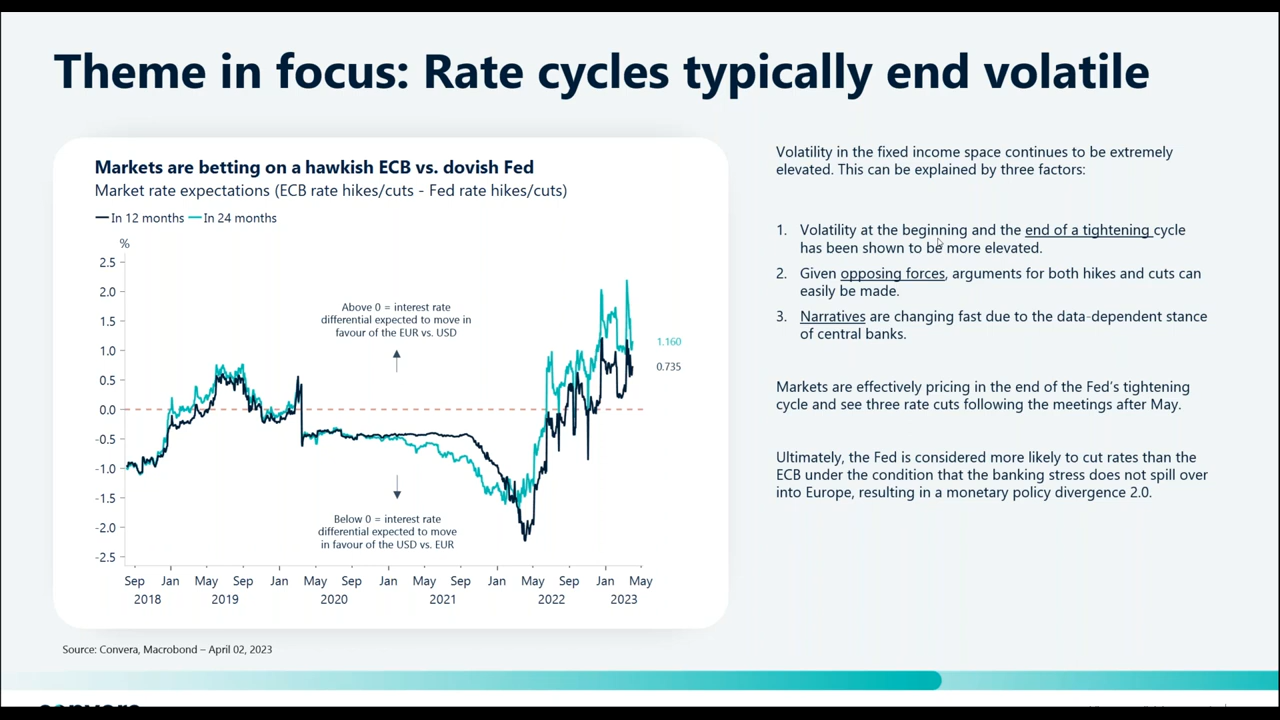 Theme in focus: Rate cycles typically end volatile
Markets are betting on a hawkish ECB vs. dovish Fed
Market rate expectations (ECB rate hikes/cuts - Fed rate hikes/cuts)
In 12 months In 24 months
%
2.5
2.0
1.5
1.0
0.5
0.0
-0.5
-1.0
-1.5
-2.0
-2.5
Above 0 = interest rate
differential expected to move in
favour of the EUR vs. USD
1.160
0.735
Below 0 = interest rate
differential expected to move
in favour of the USD vs. EUR
Sep Jan May Sep Jan May Sep Jan May Sep Jan May Sep Jan May
2018 2019 2020 2021 2022 2023
Source: Convera, Macrobond – April 02, 2023
Volatility in the fixed income space continues to be extremely
elevated. This can be explained by three factors:
1. Volatility at the beginning and the end of a tightening cycle
has been shown to be more elevated.
2. Given opposing forces, arguments for both hikes and cuts can
easily be made.
3. Narratives are changing fast due to the data-dependent stance
of central banks.
Markets are effectively pricing in the end of the Fed's tightening
cycle and see three rate cuts following the meetings after May.
Ultimately, the Fed is considered more likely to cut rates than the
ECB under the condition that the banking stress does not spill over
into Europe, resulting in a monetary policy divergence 2.0.
convera